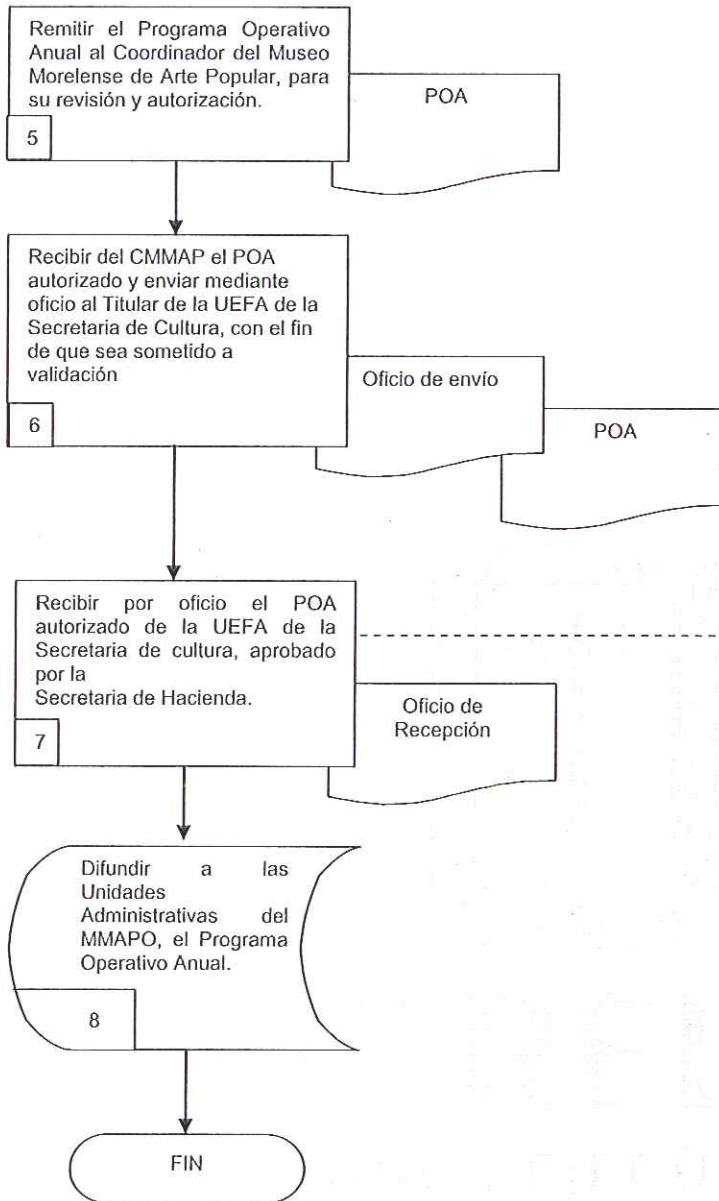 Remitir el Programa Operativo
Anual al Coordinador del Museo
Morelense de Arte Popular, para
su revisión y autorización.
5
POA
Recibir del CMMAP el POA
autorizado y enviar mediante
oficio al Titular de la UEFA de la
Secretaria de Cultura, con el fin
de que sea sometido a
validación
6
Oficio de envío
POA
Recibir por oficio el POA
autorizado de la UEFA de la
Secretaria de cultura, aprobado
por la
Secretaria de Hacienda.
7
Oficio de
Recepción
Difundir a las
Unidades
Administrativas del
MMAPO, el Programa
Operativo Anual.
8
FIN